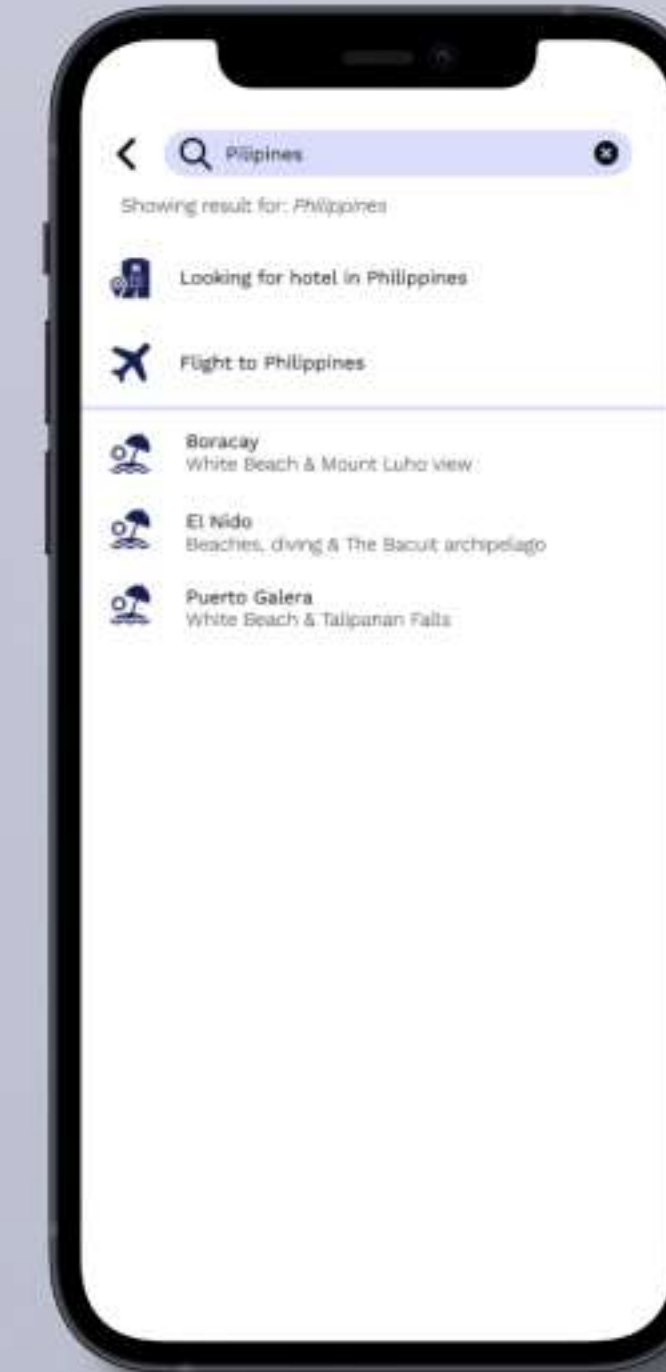 Pilipines
Showing result for: Philippines
Looking for hotel in Philippines
Flight to Philippines
Boracay
White Beach & Mount Luho view
El Nido
Beaches, diving & The Bacuit archipelago
Puerto Galera
White Beach & Talipanan Falls